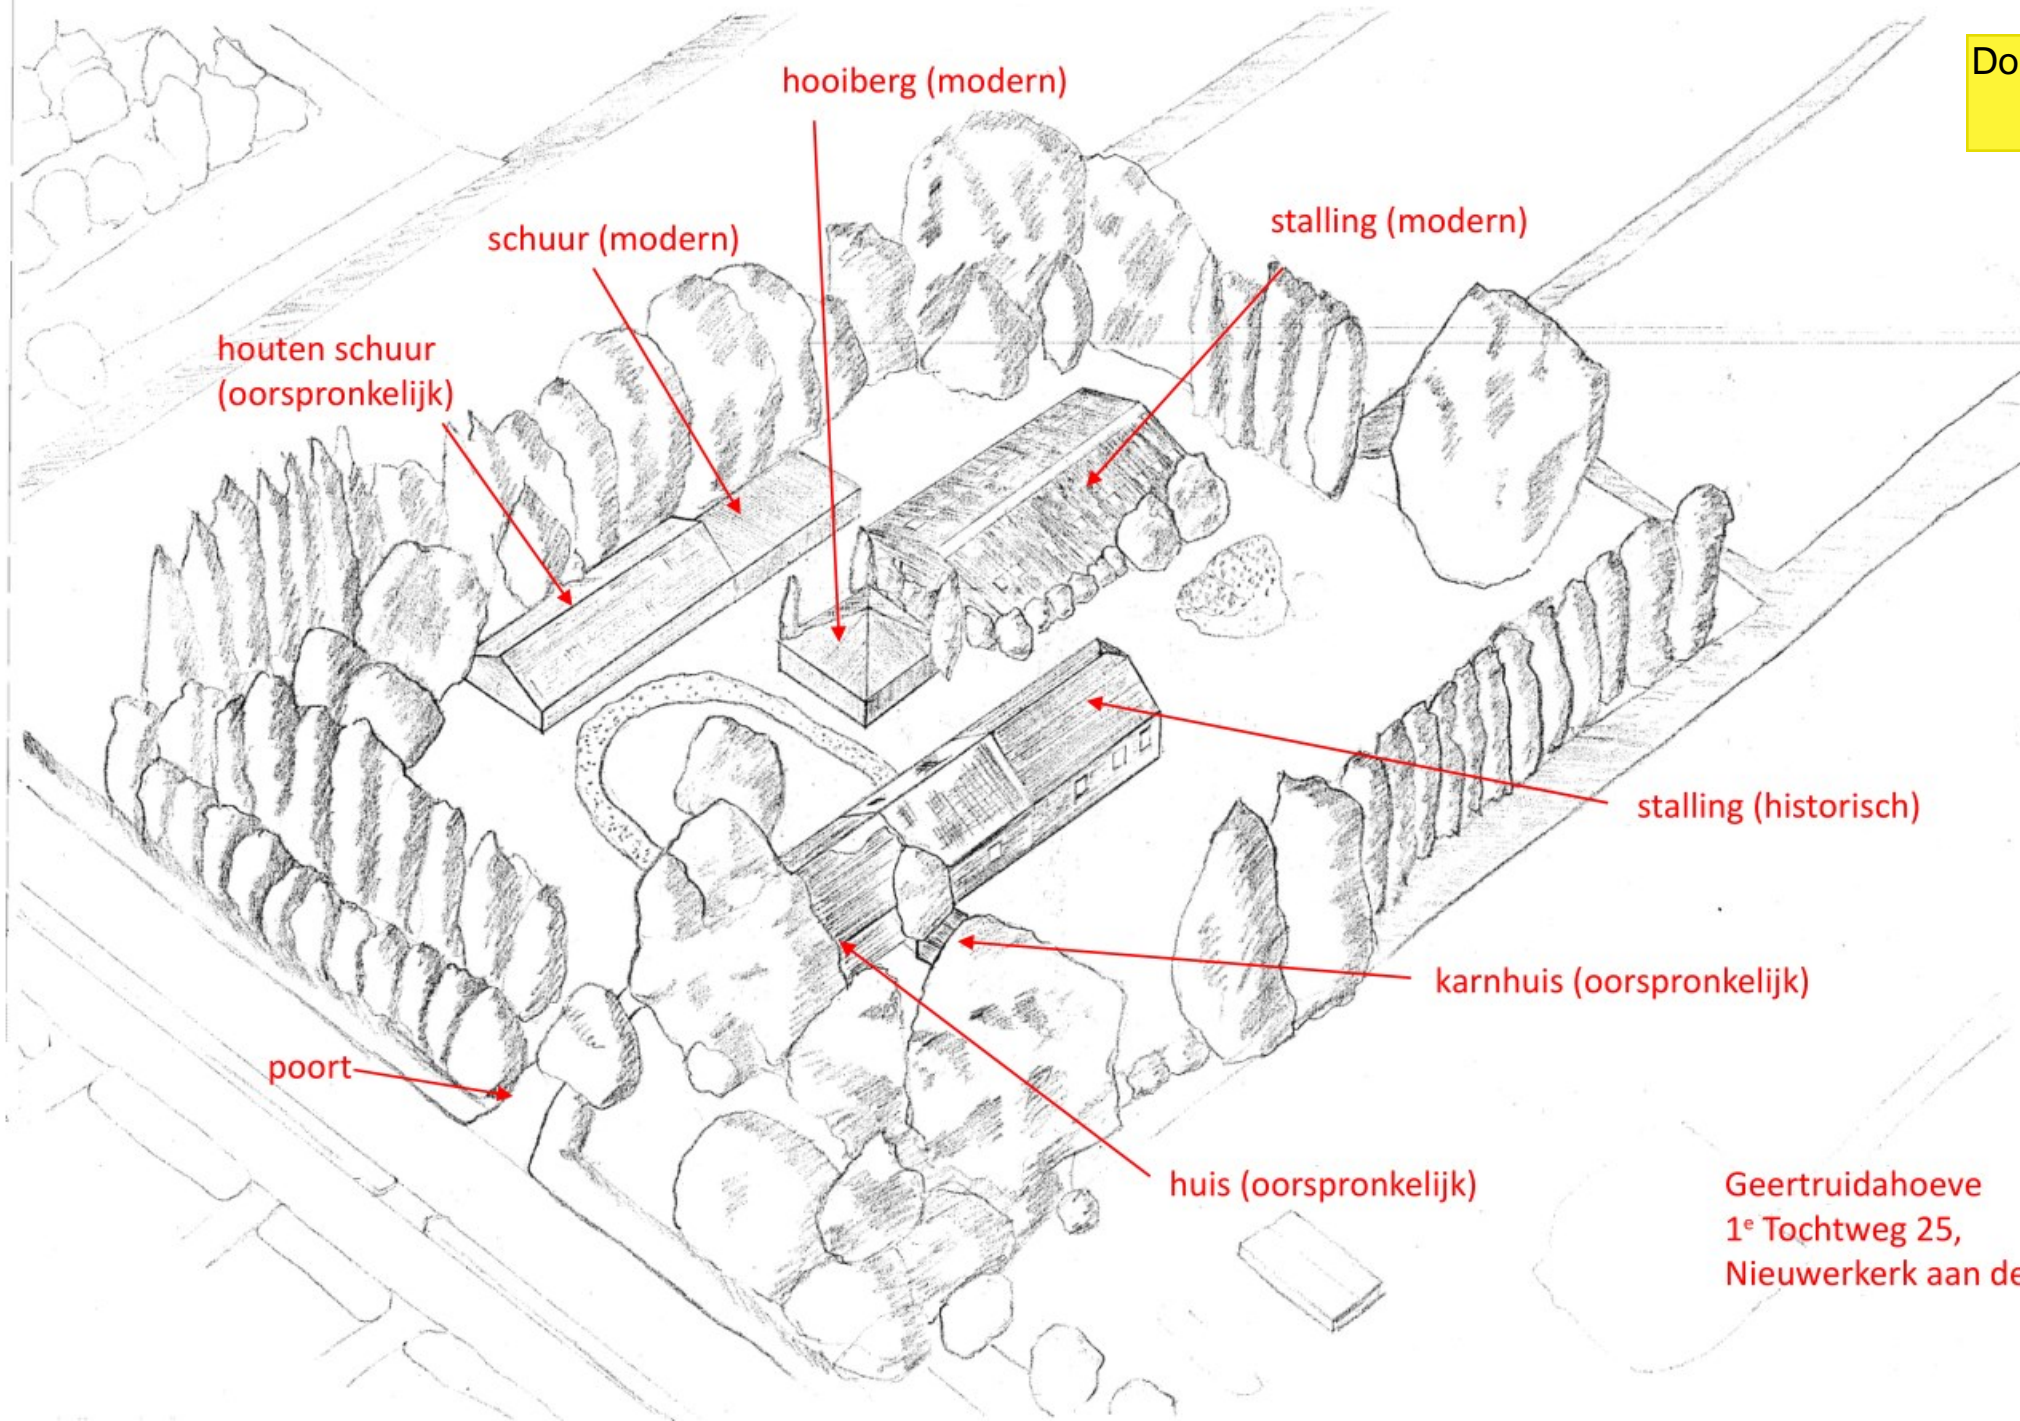 Do
hooiberg (modern)
stalling (modern)
schuur (modern)
houten schuur
(oorspronkelijk)
stalling (historisch)
karnhuis (oorspronkelijk)
poort
huis (oorspronkelijk)
Geertruidahoeve
1e Tochtweg 25,
Nieuwerkerk aan de